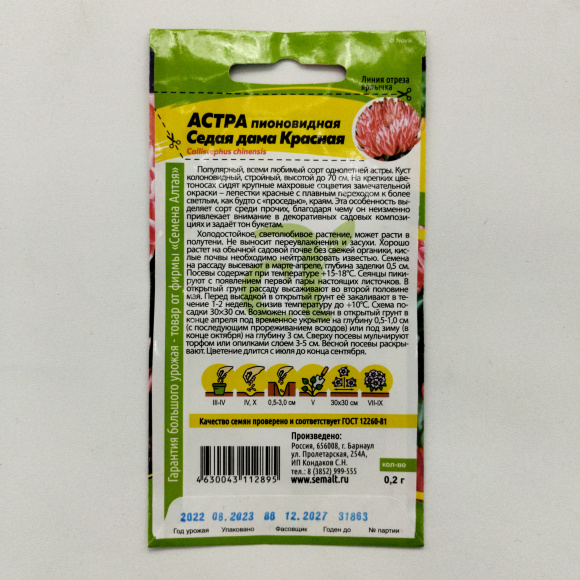 © Nova
Линия отреза
ярлычка
АСТРА пионовидная
Седая дама Красная
Callistephus chinensis
Популярный, всеми любимый сорт однолетней астры. Куст
колоновидный, стройный, высотой до 70 см. На крепких цве-
тоносах сидят крупные махровые соцветия замечательной
окраски – лепестки красные с плавным переходом к более
светлым, как будто с «проседью», краям. Эта особенность вы-
деляет сорт среди прочих, благодаря чему он неизменно
привлекает внимание в декоративных садовых компози-
циях и задаёт тон букетам.
Холодостойкое, светолюбивое растение, может расти в
полутени. Не выносит переувлажнения и засухи. Хорошо
растет на обычной садовой почве без свежей органики, кис-
лые почвы необходимо нейтрализовать известью. Семена
на рассаду высевают в марте-апреле, глубина заделки 0,5 см.
Посевы содержат при температуре +15-18°С. Сеянцы пики-
руют с появлением первой пары настоящих листочков. В
открытый грунт рассаду высаживают во второй половине
мая. Перед высадкой в открытый грунт её закаливают в те-
чение 1-2 недель, снизив температуру до +10°С. Схема по-
садки 30х30 см. Возможен посев семян в открытый грунт в
конце апреля под временное укрытие на глубину 0,5-1,0 см
(с последующим прореживанием всходов) или под зиму (в
конце октября) на глубину 3 см. Сверху посевы мульчируют
торфом или опилками слоем 3-5 см. Весной посевы раскры-
вают. Цветение длится с июля до конца сентября.
III-IV IV, X 0,5-3,0 см V 30х30 см VII-IX
Качество семян проверено и соответствует ГОСТ 12260-81
Произведено:
Россия, 656008, г. Барнаул
ул. Пролетарская, 254А,
ИП Кондаков С.Н.
тел.: 8 (3852) 999-555
www.semalt.ru
кол-во
0,2 г
4 630043 112895
2022 08.2023 88 12.2027 31863
Год урожая Упаковано Фасовщик Годен до № партии
Гарантия большого урожая - товар от фирмы «Семена Алтая»